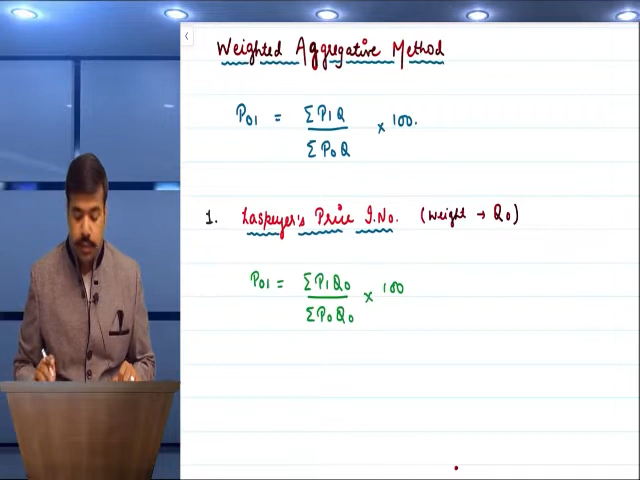 Weighted Aggregative Method
P01 = ΣP1Q / ΣP0Q × 100.
1. Laspeyer's Price I.No. (Weight → Q0)
P01 = ΣP1Q0 / ΣP0Q0 × 100